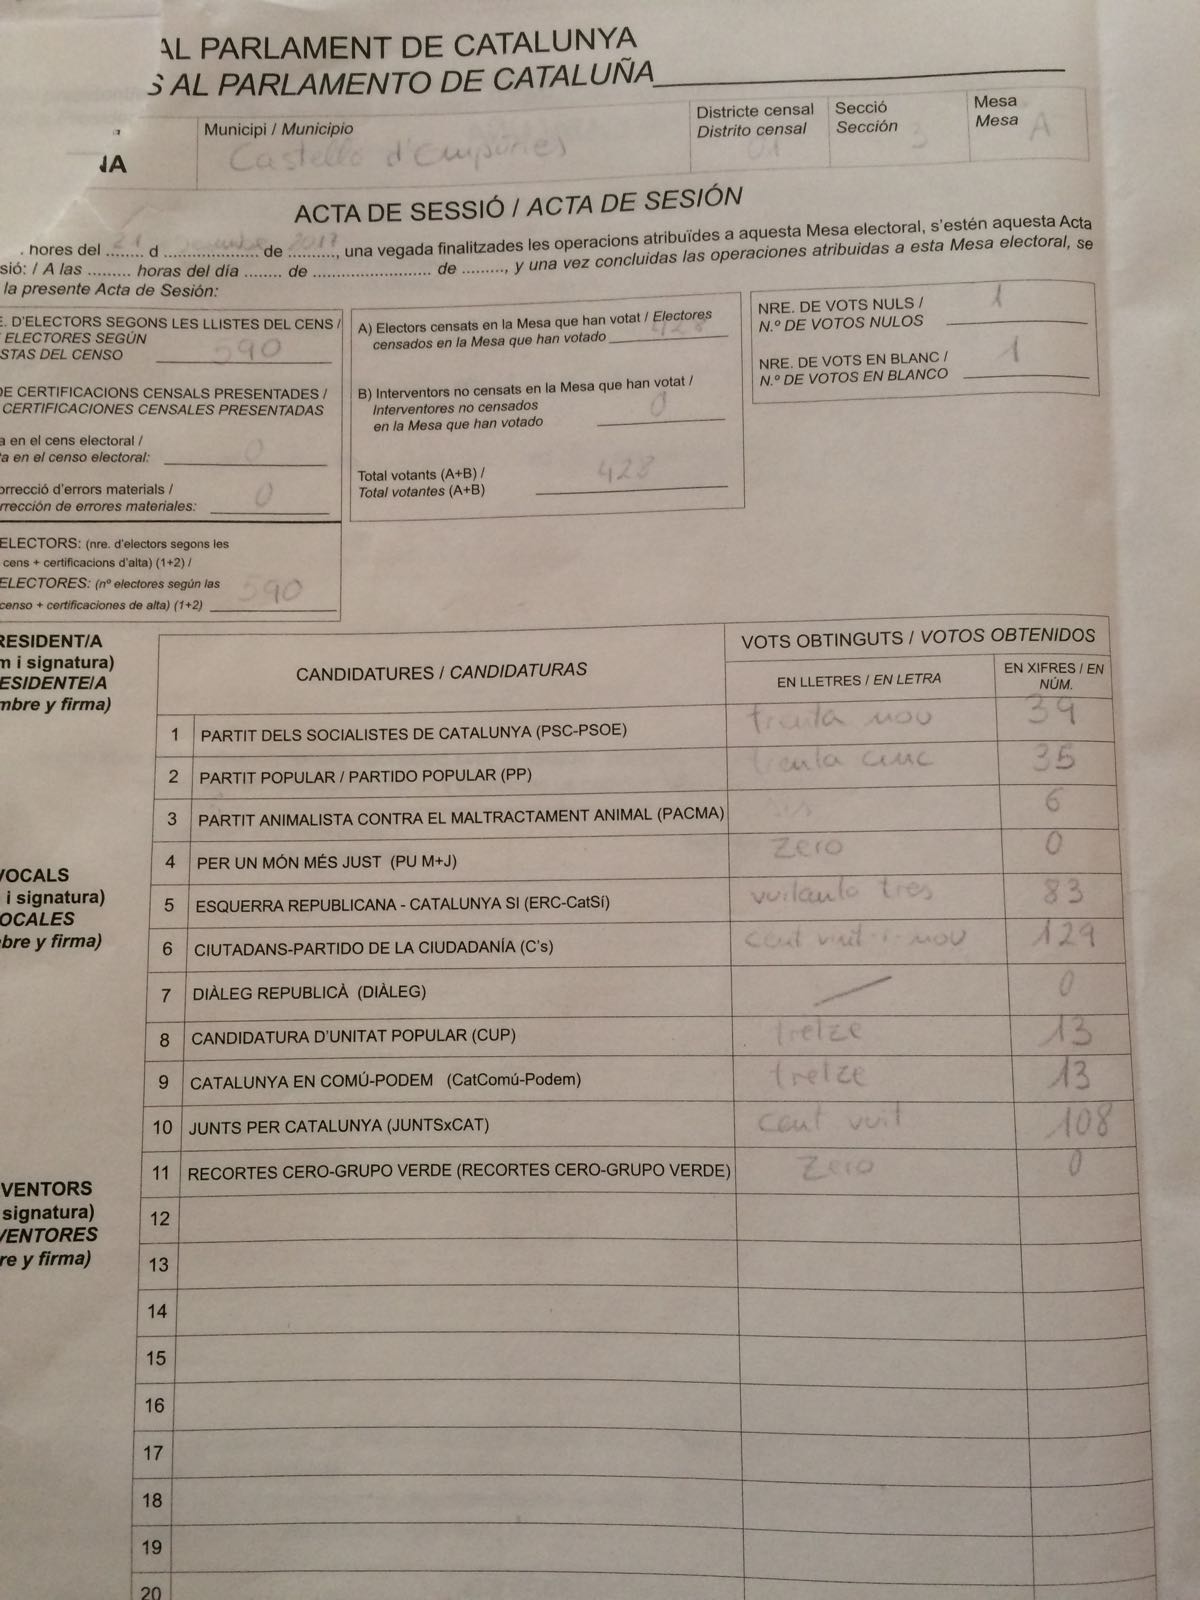 AL PARLAMENT DE CATALUNYA
S AL PARLAMENTO DE CATALUÑA
NA
Municipi / Municipio
Castelló d'Empúries
Districte censal
Distrito censal
01
Secció
Sección
3
Mesa
Mesa
A
ACTA DE SESSIÓ / ACTA DE SESIÓN
. hores del 21 d ......... de 2017, una vegada finalitzades les operacions atribuïdes a aquesta Mesa electoral, s'estén aquesta Acta
sió: / A las ......... horas del día ....... de ...................... de ........, y una vez concluidas las operaciones atribuidas a esta Mesa electoral, se
la presente Acta de Sesión:
E. D'ELECTORS SEGONS LES LLISTES DEL CENS /
ELECTORES SEGÚN
STAS DEL CENSO 590
DE CERTIFICACIONS CENSALS PRESENTADES /
CERTIFICACIONES CENSALES PRESENTADAS
a en el cens electoral /
ta en el censo electoral: 0
orrecció d'errors materials /
rrección de errores materiales: 0
ELECTORS: (nre. d'electors segons les
cens + certificacions d'alta) (1+2) /
ELECTORES: (nº electores según las
censo + certificaciones de alta) (1+2) 590
A) Electors censats en la Mesa que han votat / Electores
censados en la Mesa que han votado 428
B) Interventors no censats en la Mesa que han votat /
Interventores no censados
en la Mesa que han votado 0
Total votants (A+B) /
Total votantes (A+B) 428
NRE. DE VOTS NULS /
N.º DE VOTOS NULOS 1
NRE. DE VOTS EN BLANC /
N.º DE VOTOS EN BLANCO 1
RESIDENT/A
m i signatura)
ESIDENTE/A
mbre y firma)
VOCALS
i signatura)
OCALES
bre y firma)
VENTORS
signatura)
VENTORES
re y firma)
CANDIDATURES / CANDIDATURAS
VOTS OBTINGUTS / VOTOS OBTENIDOS
EN LLETRES / EN LETRA
EN XIFRES / EN
NÚM.
1 PARTIT DELS SOCIALISTES DE CATALUNYA (PSC-PSOE) trenta nou 39
2 PARTIT POPULAR / PARTIDO POPULAR (PP) trenta cinc 35
3 PARTIT ANIMALISTA CONTRA EL MALTRACTAMENT ANIMAL (PACMA) sis 6
4 PER UN MÓN MÉS JUST (PU M+J) zero 0
5 ESQUERRA REPUBLICANA - CATALUNYA SI (ERC-CatSí) vuitanta tres 83
6 CIUTADANS-PARTIDO DE LA CIUDADANÍA (C's) cent vint-i-nou 129
7 DIÀLEG REPUBLICÀ (DIÀLEG) 0
8 CANDIDATURA D'UNITAT POPULAR (CUP) tretze 13
9 CATALUNYA EN COMÚ-PODEM (CatComú-Podem) tretze 13
10 JUNTS PER CATALUNYA (JUNTSxCAT) cent vuit 108
11 RECORTES CERO-GRUPO VERDE (RECORTES CERO-GRUPO VERDE) zero 0
12
13
14
15
16
17
18
19
20